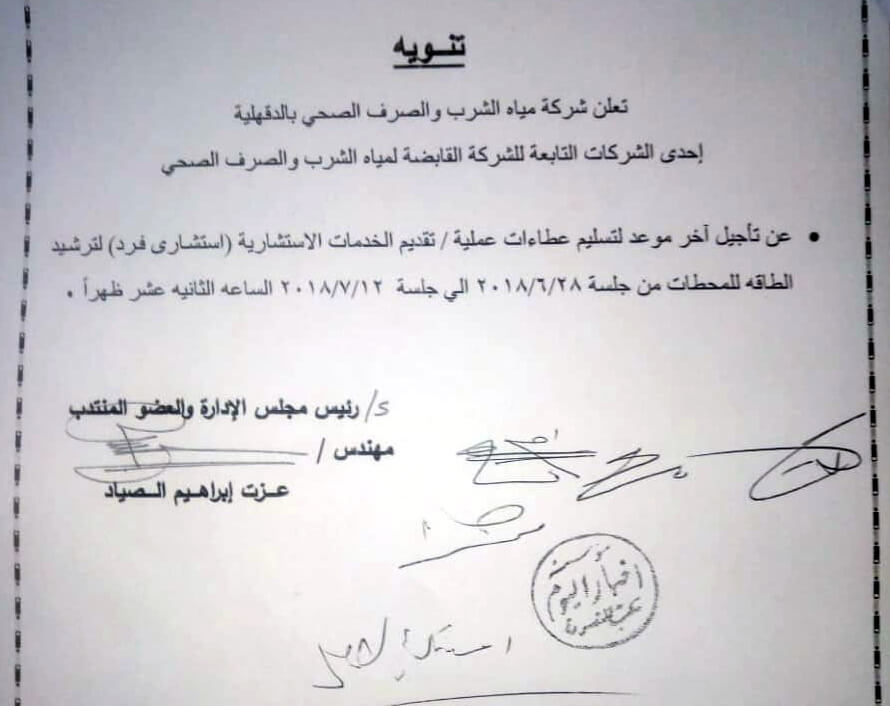 تنـويه
تعلن شركة مياه الشرب والصرف الصحي بالدقهلية
إحدى الشركات التابعة للشركة القابضة لمياه الشرب والصرف الصحي
• عن تأجيل آخر موعد لتسليم عطاءات عملية / تقديم الخدمات الاستشارية (استشارى فرد) لترشيد
الطاقه للمحطات من جلسة ٢٠١٨/٦/٢٨ الي جلسة ٢٠١٨/٧/١٢ الساعه الثانيه عشر ظهراً .
رئيس مجلس الإدارة والعضو المنتدب
مهندس /
عـزت إبراهـيم الـصياد
مؤسسة
أخبار اليوم